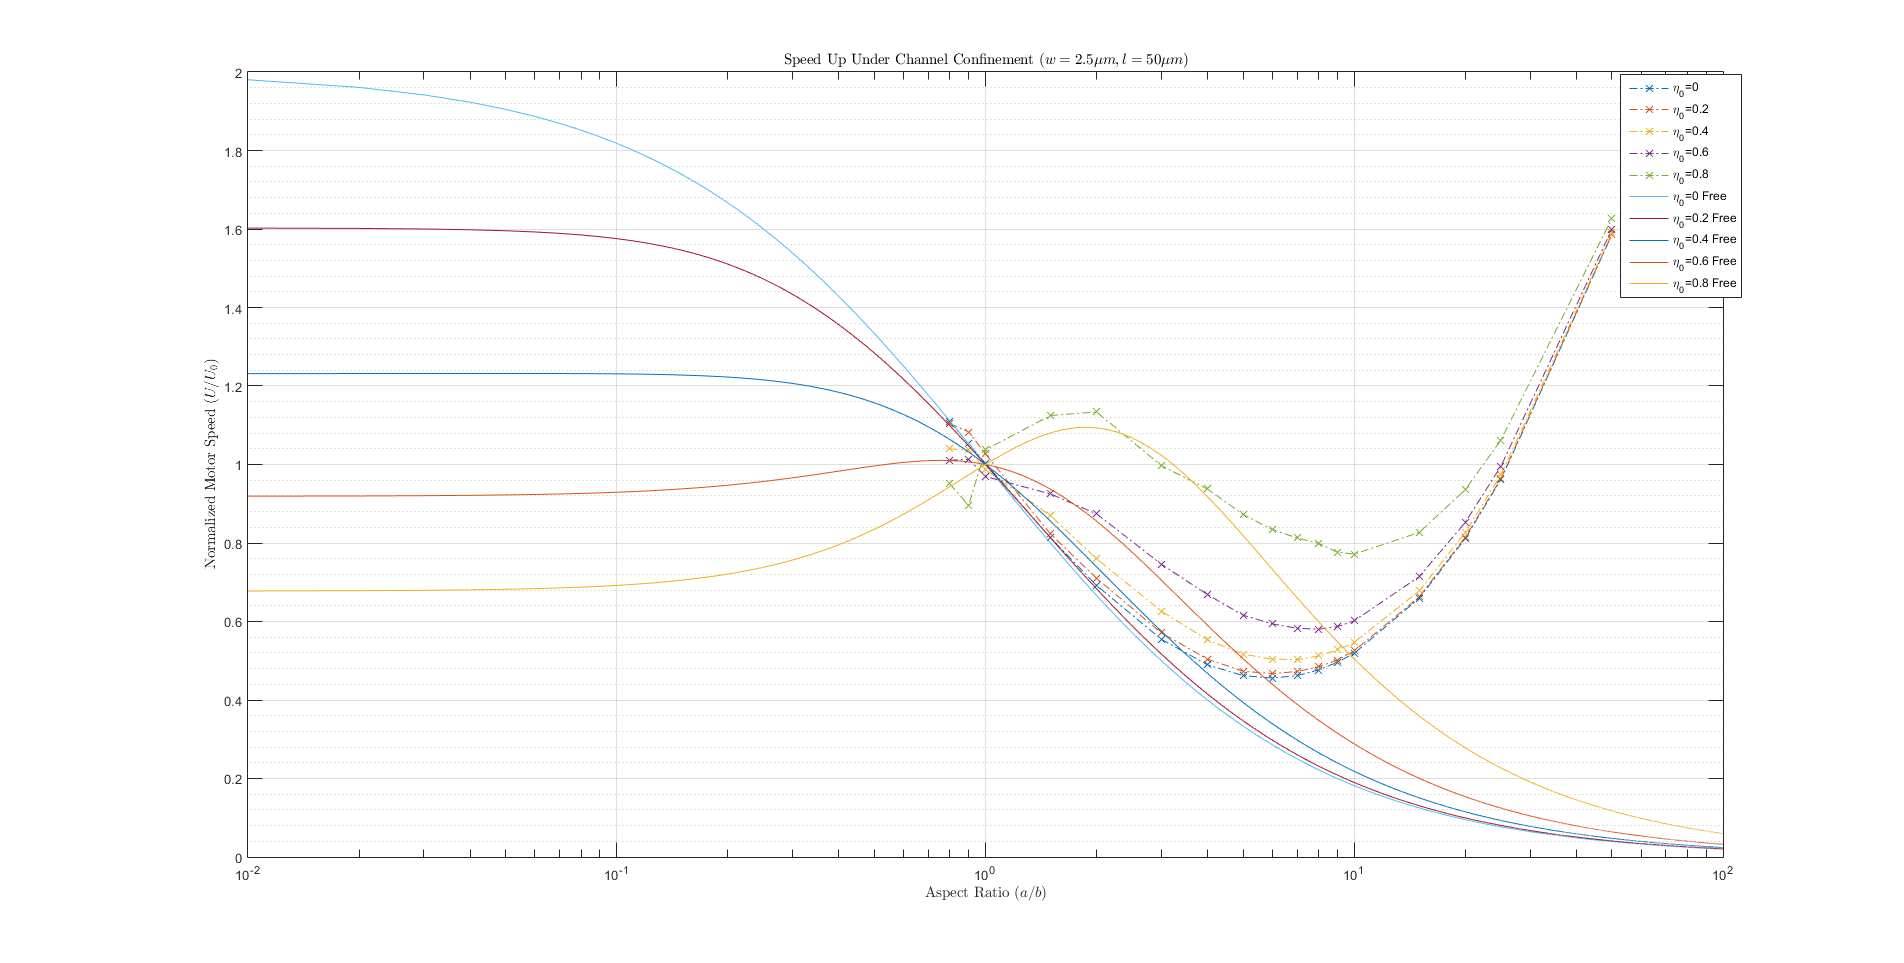 Speed Up Under Channel Confinement (w = 2.5μm, l = 50μm)
2
1.8
1.6
1.4
1.2
1
0.8
0.6
0.4
0.2
0
Normalized Motor Speed (U/U₀)
10⁻²
10⁻¹
10⁰
10¹
10²
Aspect Ratio (a/b)
η₀=0
η₀=0.2
η₀=0.4
η₀=0.6
η₀=0.8
η₀=0 Free
η₀=0.2 Free
η₀=0.4 Free
η₀=0.6 Free
η₀=0.8 Free